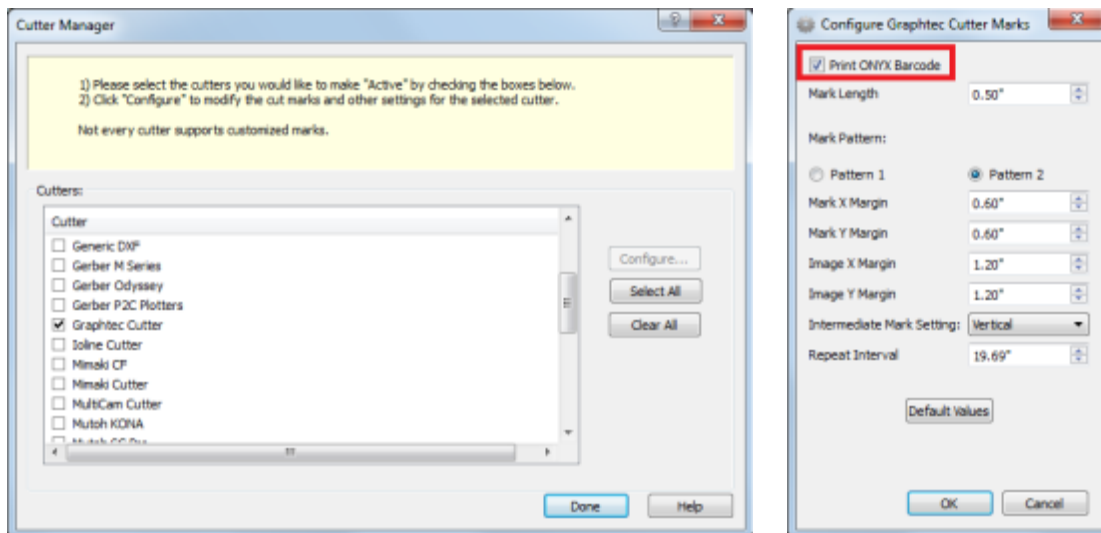 Cutter Manager
1) Please select the cutters you would like to make "Active" by checking the boxes below.
2) Click "Configure" to modify the cut marks and other settings for the selected cutter.
Not every cutter supports customized marks.
Cutters:
Cutter
Generic DXF
Gerber M Series
Gerber Odyssey
Gerber P2C Plotters
Graphtec Cutter
Ioline Cutter
Mimaki CF
Mimaki Cutter
MultiCam Cutter
Mutoh KONA
Configure...
Select All
Clear All
Done
Help
Configure Graphtec Cutter Marks
Print ONYX Barcode
Mark Length 0.50"
Mark Pattern:
Pattern 1 Pattern 2
Mark X Margin 0.60"
Mark Y Margin 0.60"
Image X Margin 1.20"
Image Y Margin 1.20"
Intermediate Mark Setting: Vertical
Repeat Interval 19.69"
Default Values
OK Cancel